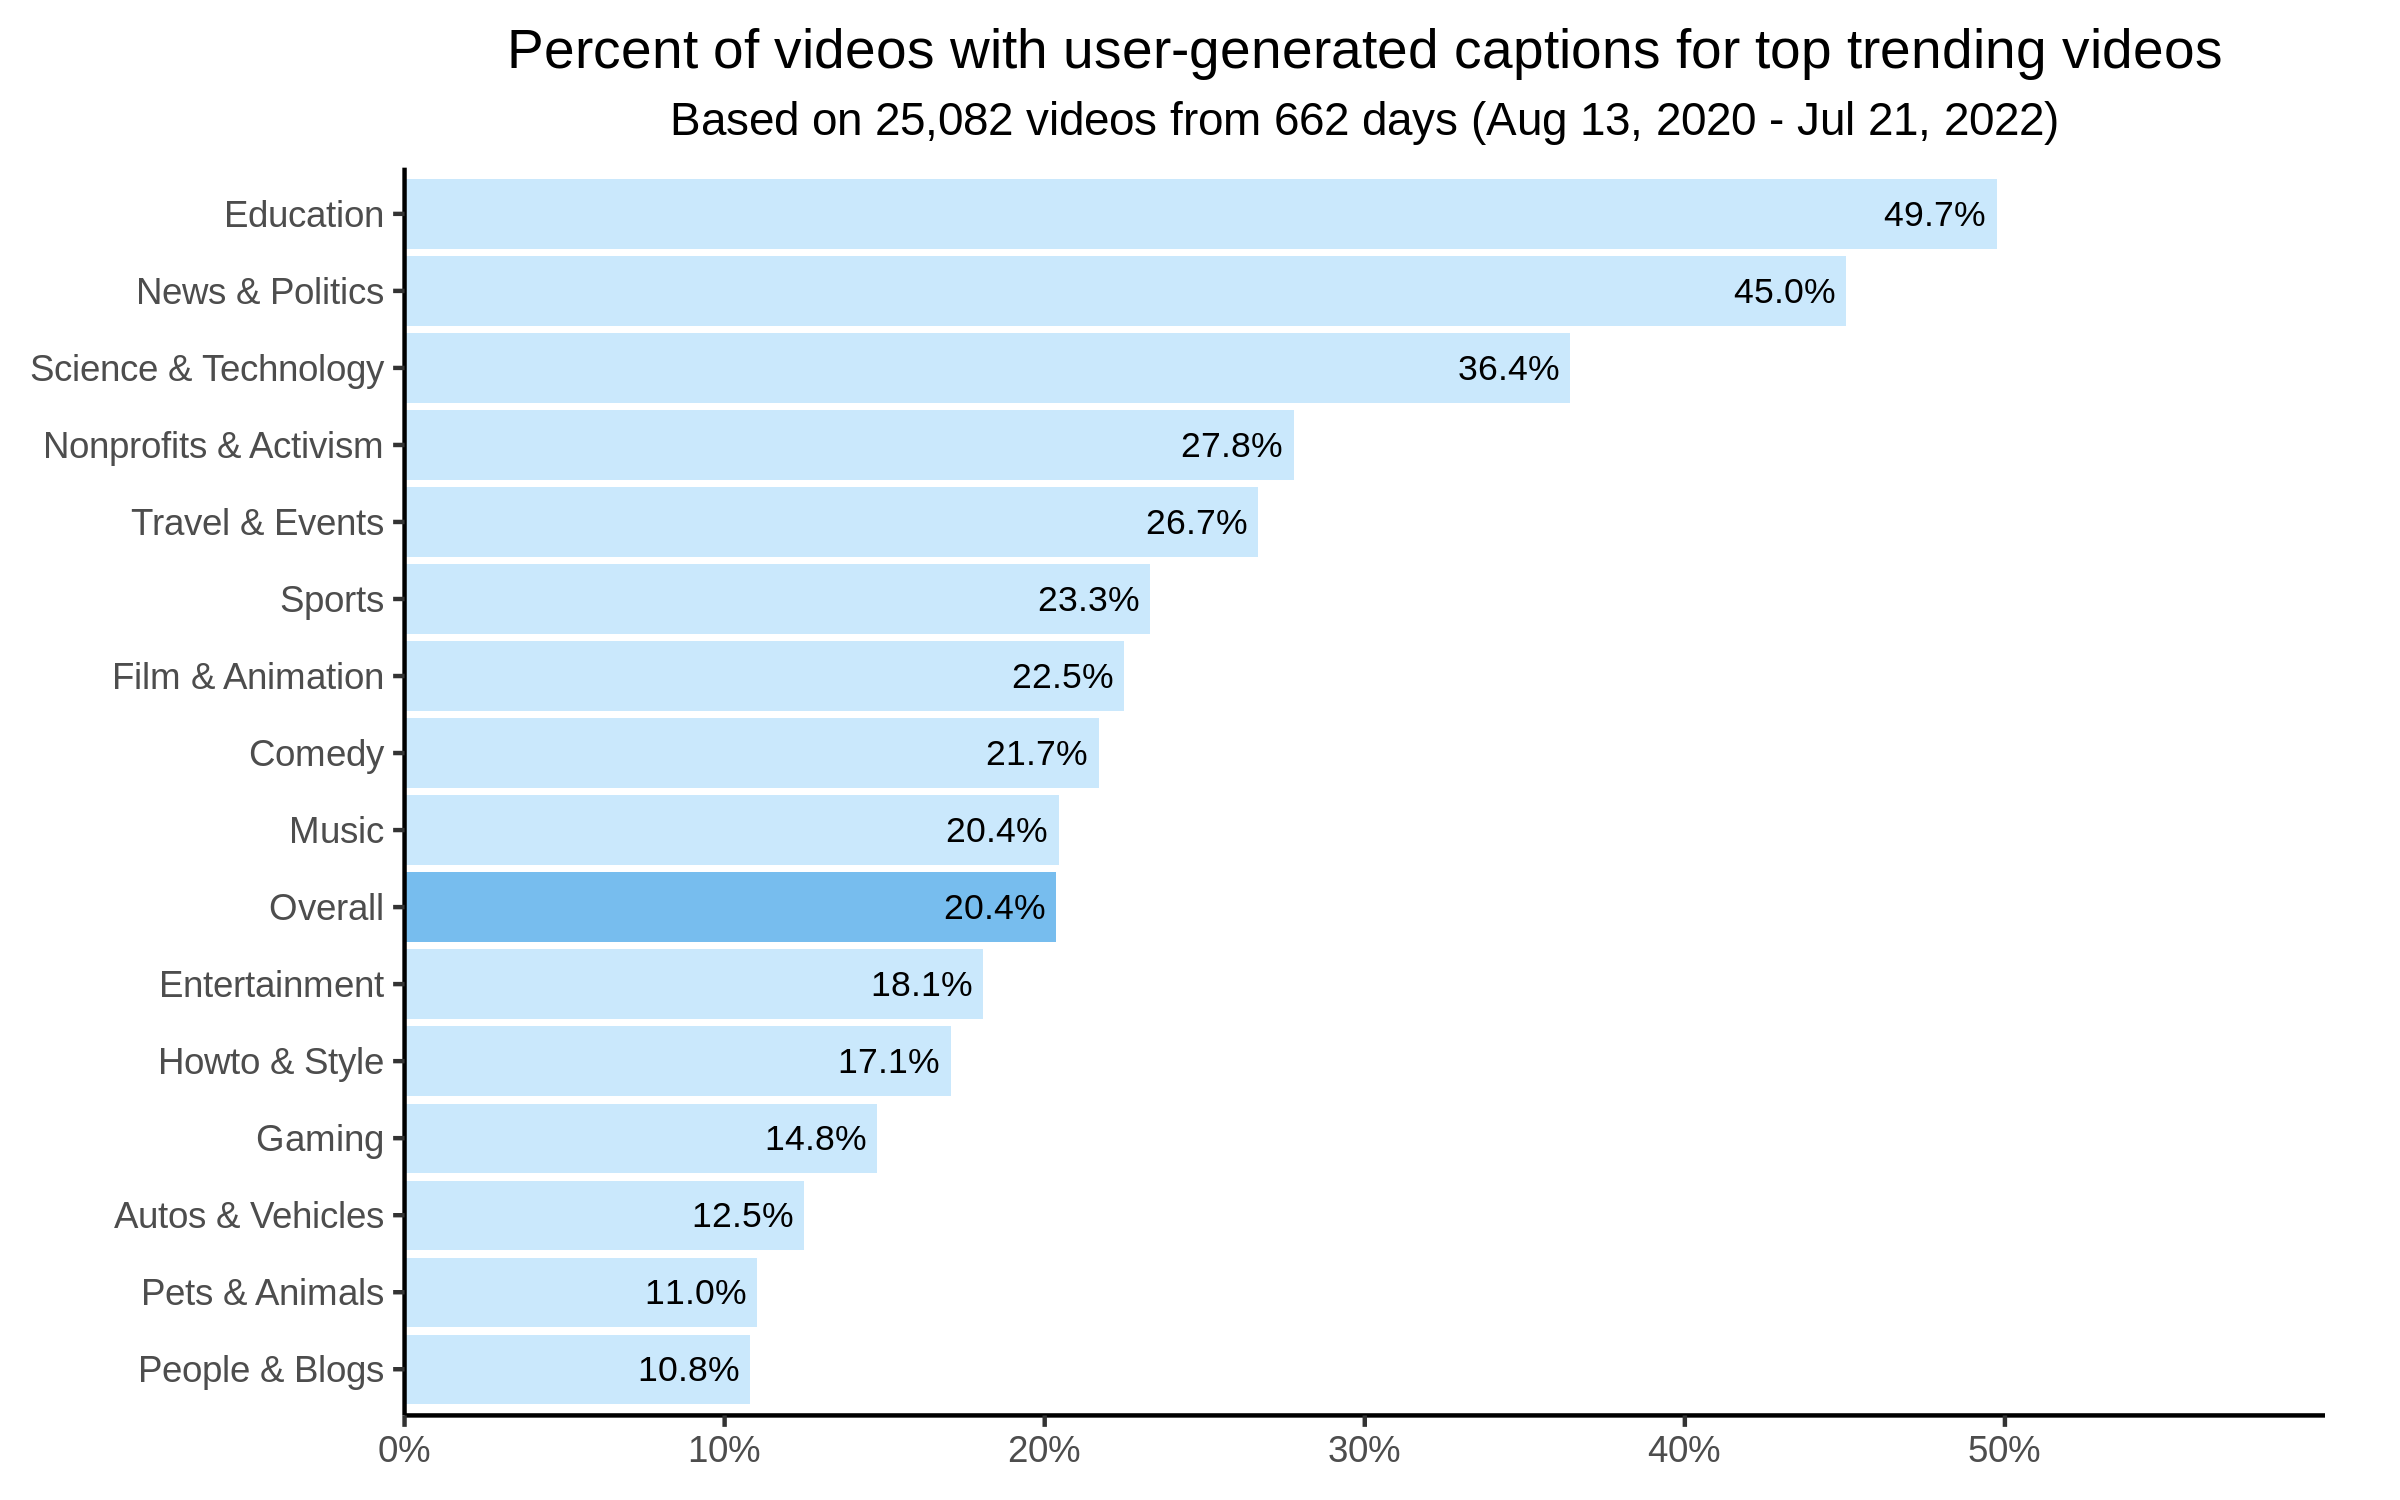 Percent of videos with user-generated captions for top trending videos
Based on 25,082 videos from 662 days (Aug 13, 2020 - Jul 21, 2022)
Education 49.7%
News & Politics 45.0%
Science & Technology 36.4%
Nonprofits & Activism 27.8%
Travel & Events 26.7%
Sports 23.3%
Film & Animation 22.5%
Comedy 21.7%
Music 20.4%
Overall 20.4%
Entertainment 18.1%
Howto & Style 17.1%
Gaming 14.8%
Autos & Vehicles 12.5%
Pets & Animals 11.0%
People & Blogs 10.8%
0% 10% 20% 30% 40% 50%